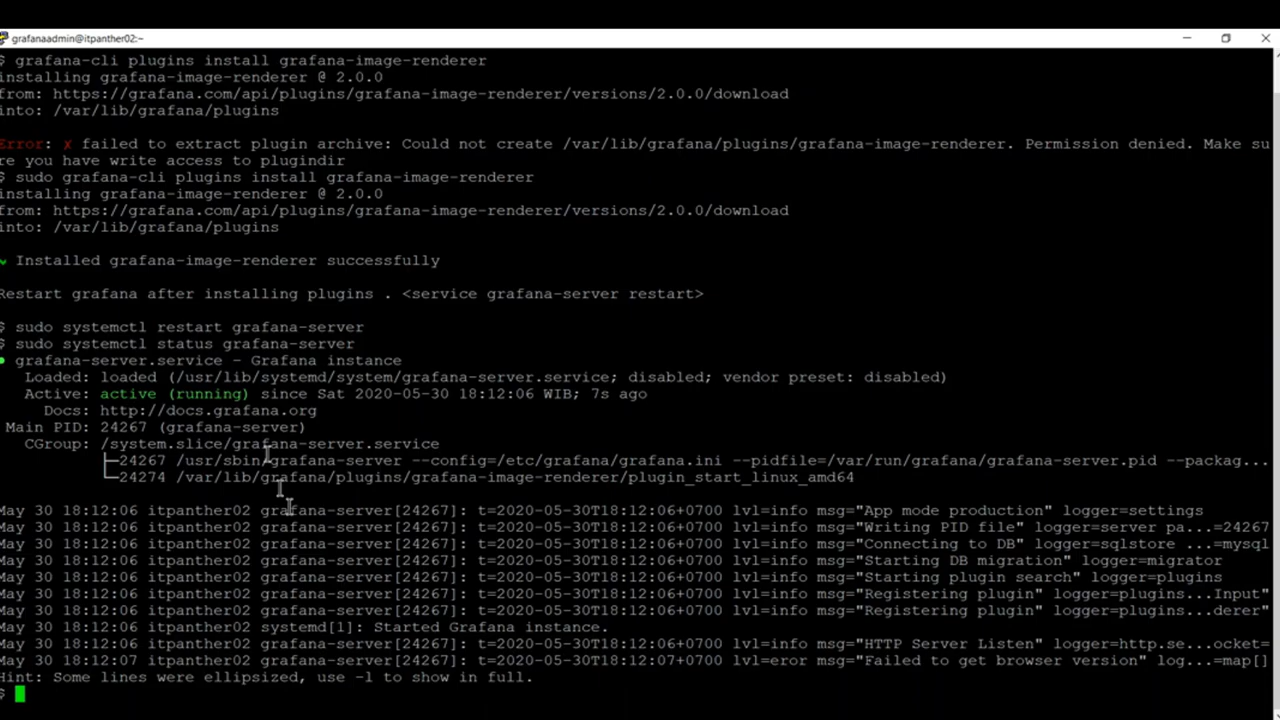 grafanaadmin@itpanther02:~
$ grafana-cli plugins install grafana-image-renderer
installing grafana-image-renderer @ 2.0.0
from: https://grafana.com/api/plugins/grafana-image-renderer/versions/2.0.0/download
into: /var/lib/grafana/plugins
Error: ✗ failed to extract plugin archive: Could not create /var/lib/grafana/plugins/grafana-image-renderer. Permission denied. Make su
re you have write access to plugindir
$ sudo grafana-cli plugins install grafana-image-renderer
installing grafana-image-renderer @ 2.0.0
from: https://grafana.com/api/plugins/grafana-image-renderer/versions/2.0.0/download
into: /var/lib/grafana/plugins
✔ Installed grafana-image-renderer successfully
Restart grafana after installing plugins . <service grafana-server restart>
$ sudo systemctl restart grafana-server
$ sudo systemctl status grafana-server
● grafana-server.service - Grafana instance
Loaded: loaded (/usr/lib/systemd/system/grafana-server.service; disabled; vendor preset: disabled)
Active: active (running) since Sat 2020-05-30 18:12:06 WIB; 7s ago
Docs: http://docs.grafana.org
Main PID: 24267 (grafana-server)
CGroup: /system.slice/grafana-server.service
├─24267 /usr/sbin/grafana-server --config=/etc/grafana/grafana.ini --pidfile=/var/run/grafana/grafana-server.pid --packag...
└─24274 /var/lib/grafana/plugins/grafana-image-renderer/plugin_start_linux_amd64
May 30 18:12:06 itpanther02 grafana-server[24267]: t=2020-05-30T18:12:06+0700 lvl=info msg="App mode production" logger=settings
May 30 18:12:06 itpanther02 grafana-server[24267]: t=2020-05-30T18:12:06+0700 lvl=info msg="Writing PID file" logger=server pa...=24267
May 30 18:12:06 itpanther02 grafana-server[24267]: t=2020-05-30T18:12:06+0700 lvl=info msg="Connecting to DB" logger=sqlstore ...=mysql
May 30 18:12:06 itpanther02 grafana-server[24267]: t=2020-05-30T18:12:06+0700 lvl=info msg="Starting DB migration" logger=migrator
May 30 18:12:06 itpanther02 grafana-server[24267]: t=2020-05-30T18:12:06+0700 lvl=info msg="Starting plugin search" logger=plugins
May 30 18:12:06 itpanther02 grafana-server[24267]: t=2020-05-30T18:12:06+0700 lvl=info msg="Registering plugin" logger=plugins...Input"
May 30 18:12:06 itpanther02 grafana-server[24267]: t=2020-05-30T18:12:06+0700 lvl=info msg="Registering plugin" logger=plugins...derer"
May 30 18:12:06 itpanther02 systemd[1]: Started Grafana instance.
May 30 18:12:06 itpanther02 grafana-server[24267]: t=2020-05-30T18:12:06+0700 lvl=info msg="HTTP Server Listen" logger=http.se...ocket=
May 30 18:12:07 itpanther02 grafana-server[24267]: t=2020-05-30T18:12:07+0700 lvl=eror msg="Failed to get browser version" log...=map[]
Hint: Some lines were ellipsized, use -l to show in full.
$